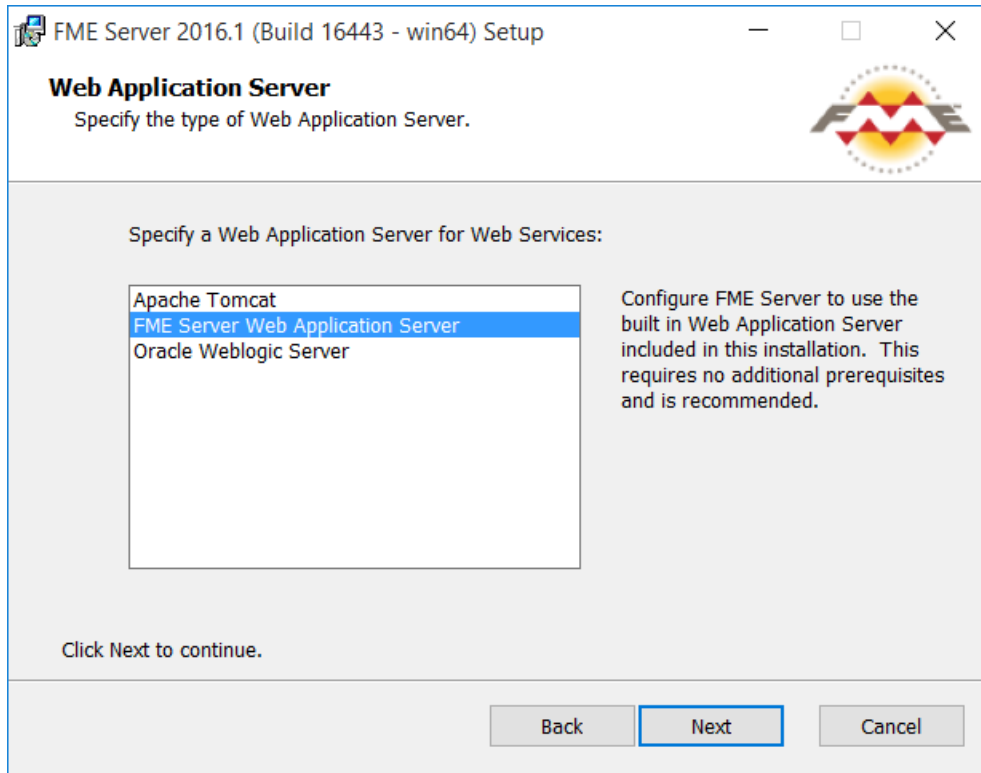 FME Server 2016.1 (Build 16443 - win64) Setup
Web Application Server
Specify the type of Web Application Server.
FME
Specify a Web Application Server for Web Services:
Apache Tomcat
FME Server Web Application Server
Oracle Weblogic Server
Configure FME Server to use the
built in Web Application Server
included in this installation.  This
requires no additional prerequisites
and is recommended.
Click Next to continue.
Back
Next
Cancel